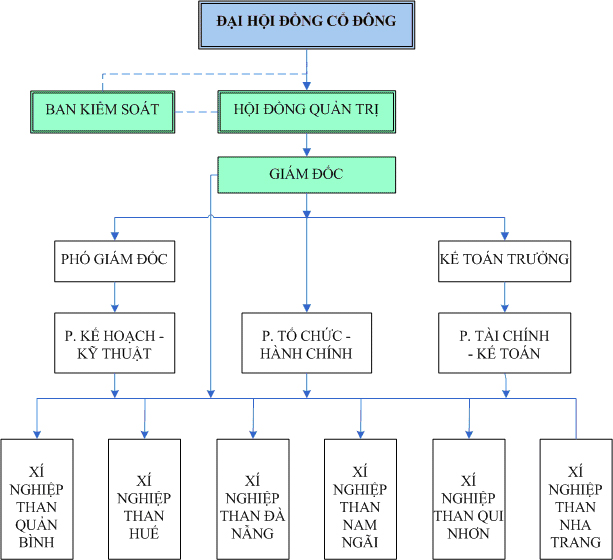 ĐẠI HỘI ĐỒNG CỔ ĐÔNG
BAN KIỂM SOÁT
HỘI ĐỒNG QUẢN TRỊ
GIÁM ĐỐC
PHÓ GIÁM ĐỐC
KẾ TOÁN TRƯỞNG
P. KẾ HOẠCH -
KỸ THUẬT
P. TỔ CHỨC -
HÀNH CHÍNH
P. TÀI CHÍNH
- KẾ TOÁN
XÍ
NGHIỆP
THAN
QUẢN
BÌNH
XÍ
NGHIỆP
THAN
HUẾ
XÍ
NGHIỆP
THAN ĐÀ
NẴNG
XÍ
NGHIỆP
THAN
NAM
NGÃI
XÍ
NGHIỆP
THAN QUI
NHƠN
XÍ
NGHIỆP
THAN
NHA
TRANG